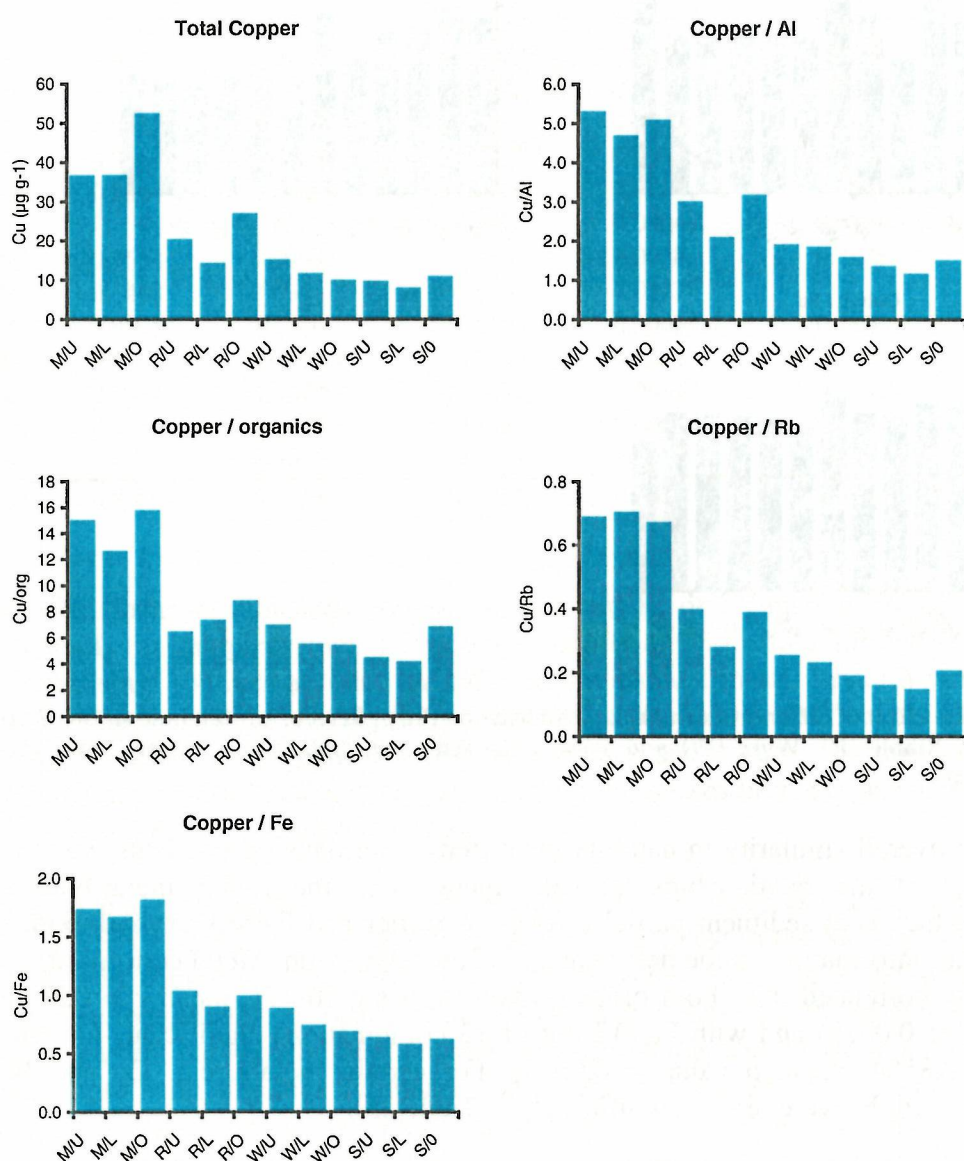 Total Copper
60
50
40
30
20
10
0
Cu (µg g-1)
M/U M/L M/O R/U R/L R/O W/U W/L W/O S/U S/L S/0
Copper / Al
6.0
5.0
4.0
3.0
2.0
1.0
0.0
Cu/Al
M/U M/L M/O R/U R/L R/O W/U W/L W/O S/U S/L S/0
Copper / organics
18
16
14
12
10
8
6
4
2
0
Cu/org
M/U M/L M/O R/U R/L R/O W/U W/L W/O S/U S/L S/0
Copper / Rb
0.8
0.6
0.4
0.2
0.0
Cu/Rb
M/U M/L M/O R/U R/L R/O W/U W/L W/O S/U S/L S/0
Copper / Fe
2.0
1.5
1.0
0.5
0.0
Cu/Fe
M/U M/L M/O R/U R/L R/O W/U W/L W/O S/U S/L S/0